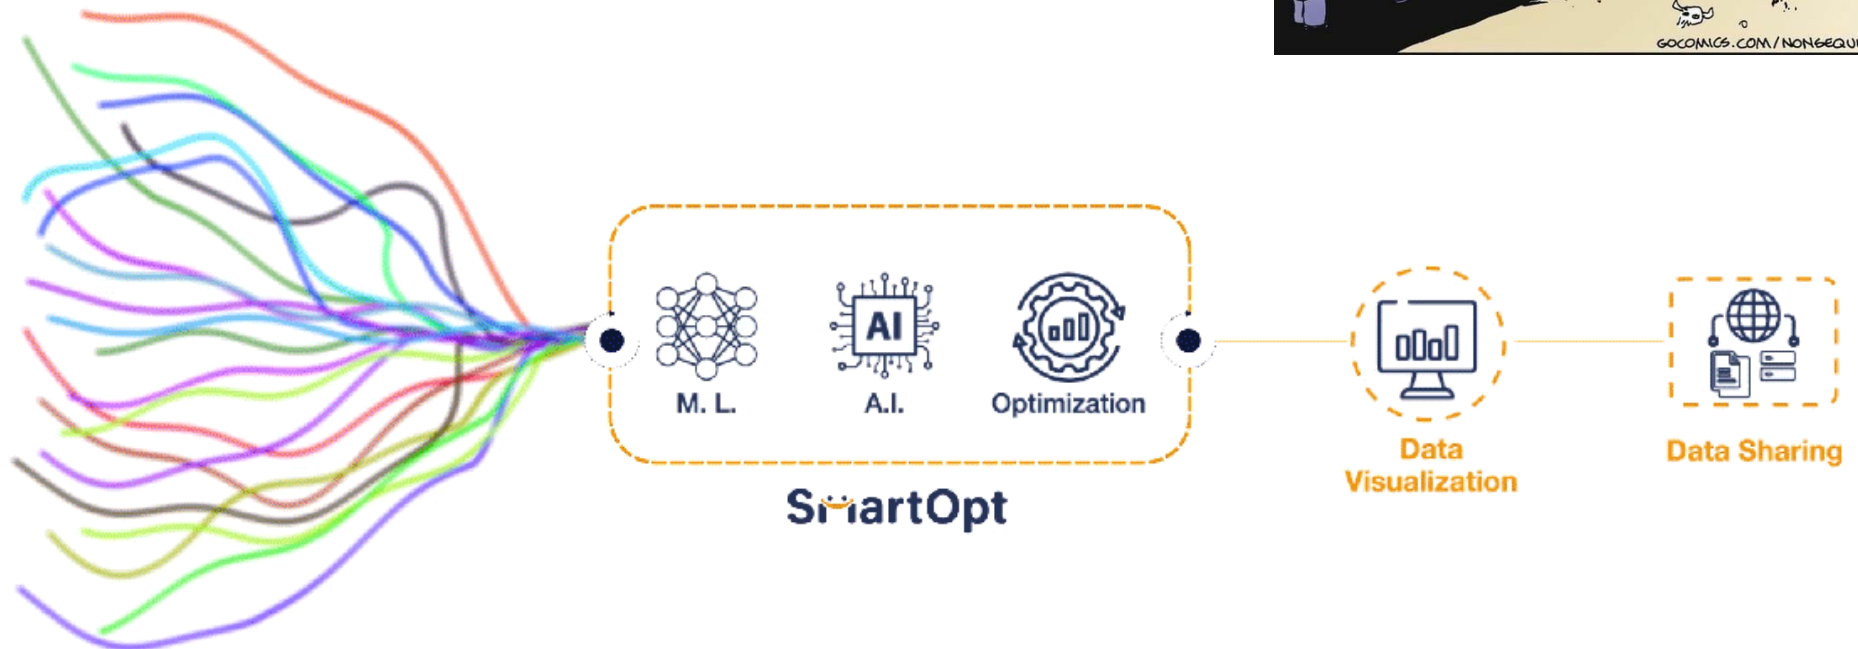 GOCOMICS.COM/NONSEQU
AI
M. L.
A.I.
Optimization
SmartOpt
Data
Visualization
Data Sharing